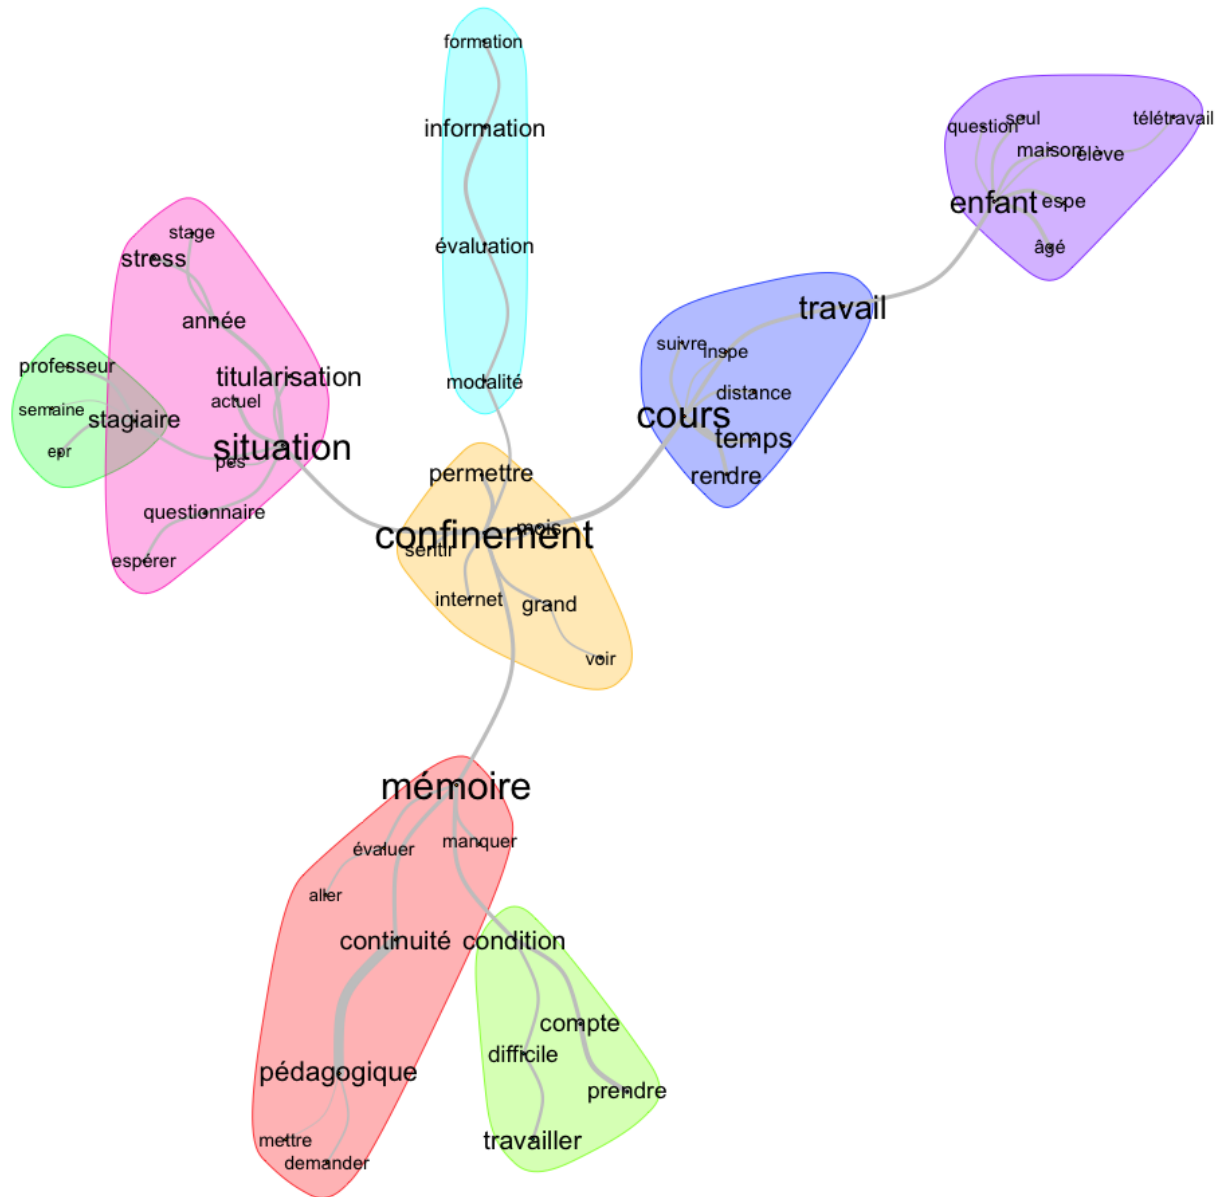 formation
information
évaluation
modalité
question
seul
télétravail
maison
élève
enfant
espe
âgé
travail
suivre
inspe
distance
cours
temps
rendre
stage
stress
année
titularisation
actuel
situation
pes
questionnaire
espérer
professeur
semaine
stagiaire
epr
permettre
mois
confinement
sentir
internet
grand
voir
mémoire
manquer
évaluer
aller
continuité
pédagogique
mettre
demander
condition
compte
difficile
prendre
travailler